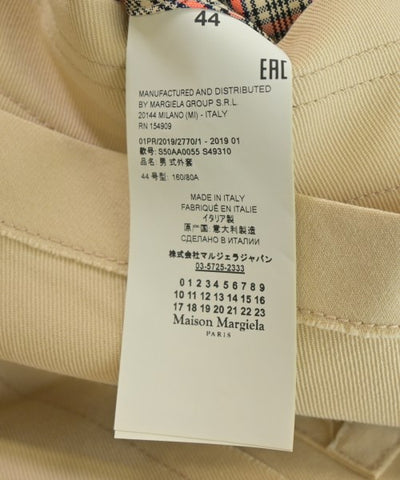 44
EAC
MANUFACTURED AND DISTRIBUTED
BY MARGIELA GROUP S.R.L.
20144 MILANO (MI) - ITALY
RN 154909
01PR/2019/2770/1 - 2019 01
款号: S50AA0055 S49310
品名: 男式外套
44 号型: 160/80A
MADE IN ITALY
FABRIQUÉ EN ITALIE
イタリア製
原产国: 意大利製造
СДЕЛАНО В ИТАЛИИ
株式会社マルジェラジャパン
03-5725-2333
0 1 2 3 4 5 6 7 8 9
10 11 12 13 14 15 16
17 18 19 20 21 22 23
Maison Margiela
PARIS